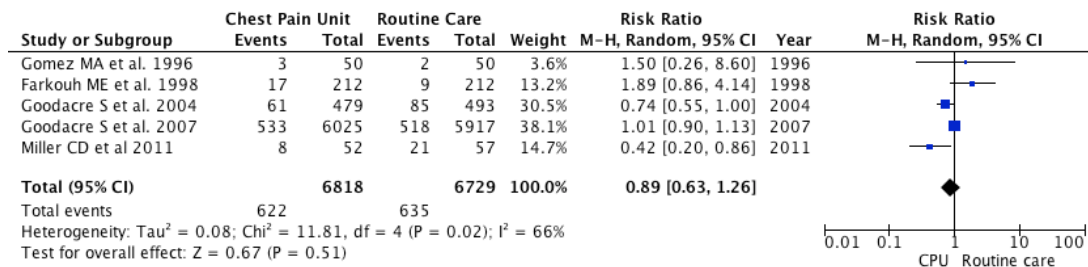 Chest Pain Unit Routine Care Risk Ratio Risk Ratio
Study or Subgroup Events Total Events Total Weight M-H, Random, 95% CI Year M-H, Random, 95% CI
Gomez MA et al. 1996 3 50 2 50 3.6% 1.50 [0.26, 8.60] 1996
Farkouh ME et al. 1998 17 212 9 212 13.2% 1.89 [0.86, 4.14] 1998
Goodacre S et al. 2004 61 479 85 493 30.5% 0.74 [0.55, 1.00] 2004
Goodacre S et al. 2007 533 6025 518 5917 38.1% 1.01 [0.90, 1.13] 2007
Miller CD et al 2011 8 52 21 57 14.7% 0.42 [0.20, 0.86] 2011
Total (95% CI) 6818 6729 100.0% 0.89 [0.63, 1.26]
Total events 622 635
Heterogeneity: Tau² = 0.08; Chi² = 11.81, df = 4 (P = 0.02); I² = 66%
Test for overall effect: Z = 0.67 (P = 0.51)
0.01 0.1 1 10 100
CPU Routine care